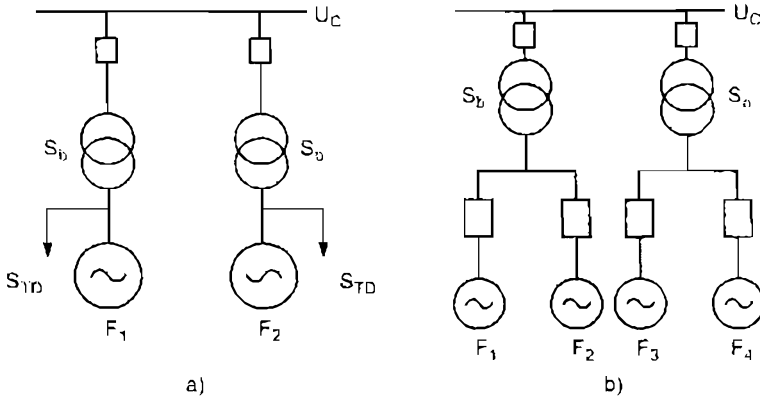 U_C
U_C
S_b
S_b
S_b
S_b
S_TD
S_TD
F_1
F_2
F_1
F_2
F_3
F_4
a)
b)